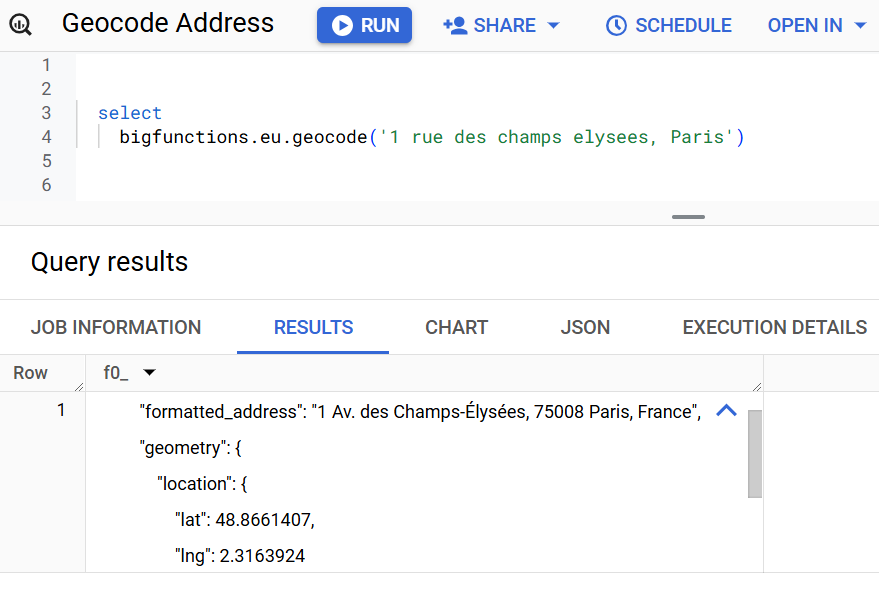 Geocode Address RUN SHARE SCHEDULE OPEN IN
1
2
3 select
4 bigfunctions.eu.geocode('1 rue des champs elysees, Paris')
5
6
Query results
JOB INFORMATION RESULTS CHART JSON EXECUTION DETAILS
Row f0_
1 "formatted_address": "1 Av. des Champs-Élysées, 75008 Paris, France",
"geometry": {
"location": {
"lat": 48.8661407,
"lng": 2.3163924